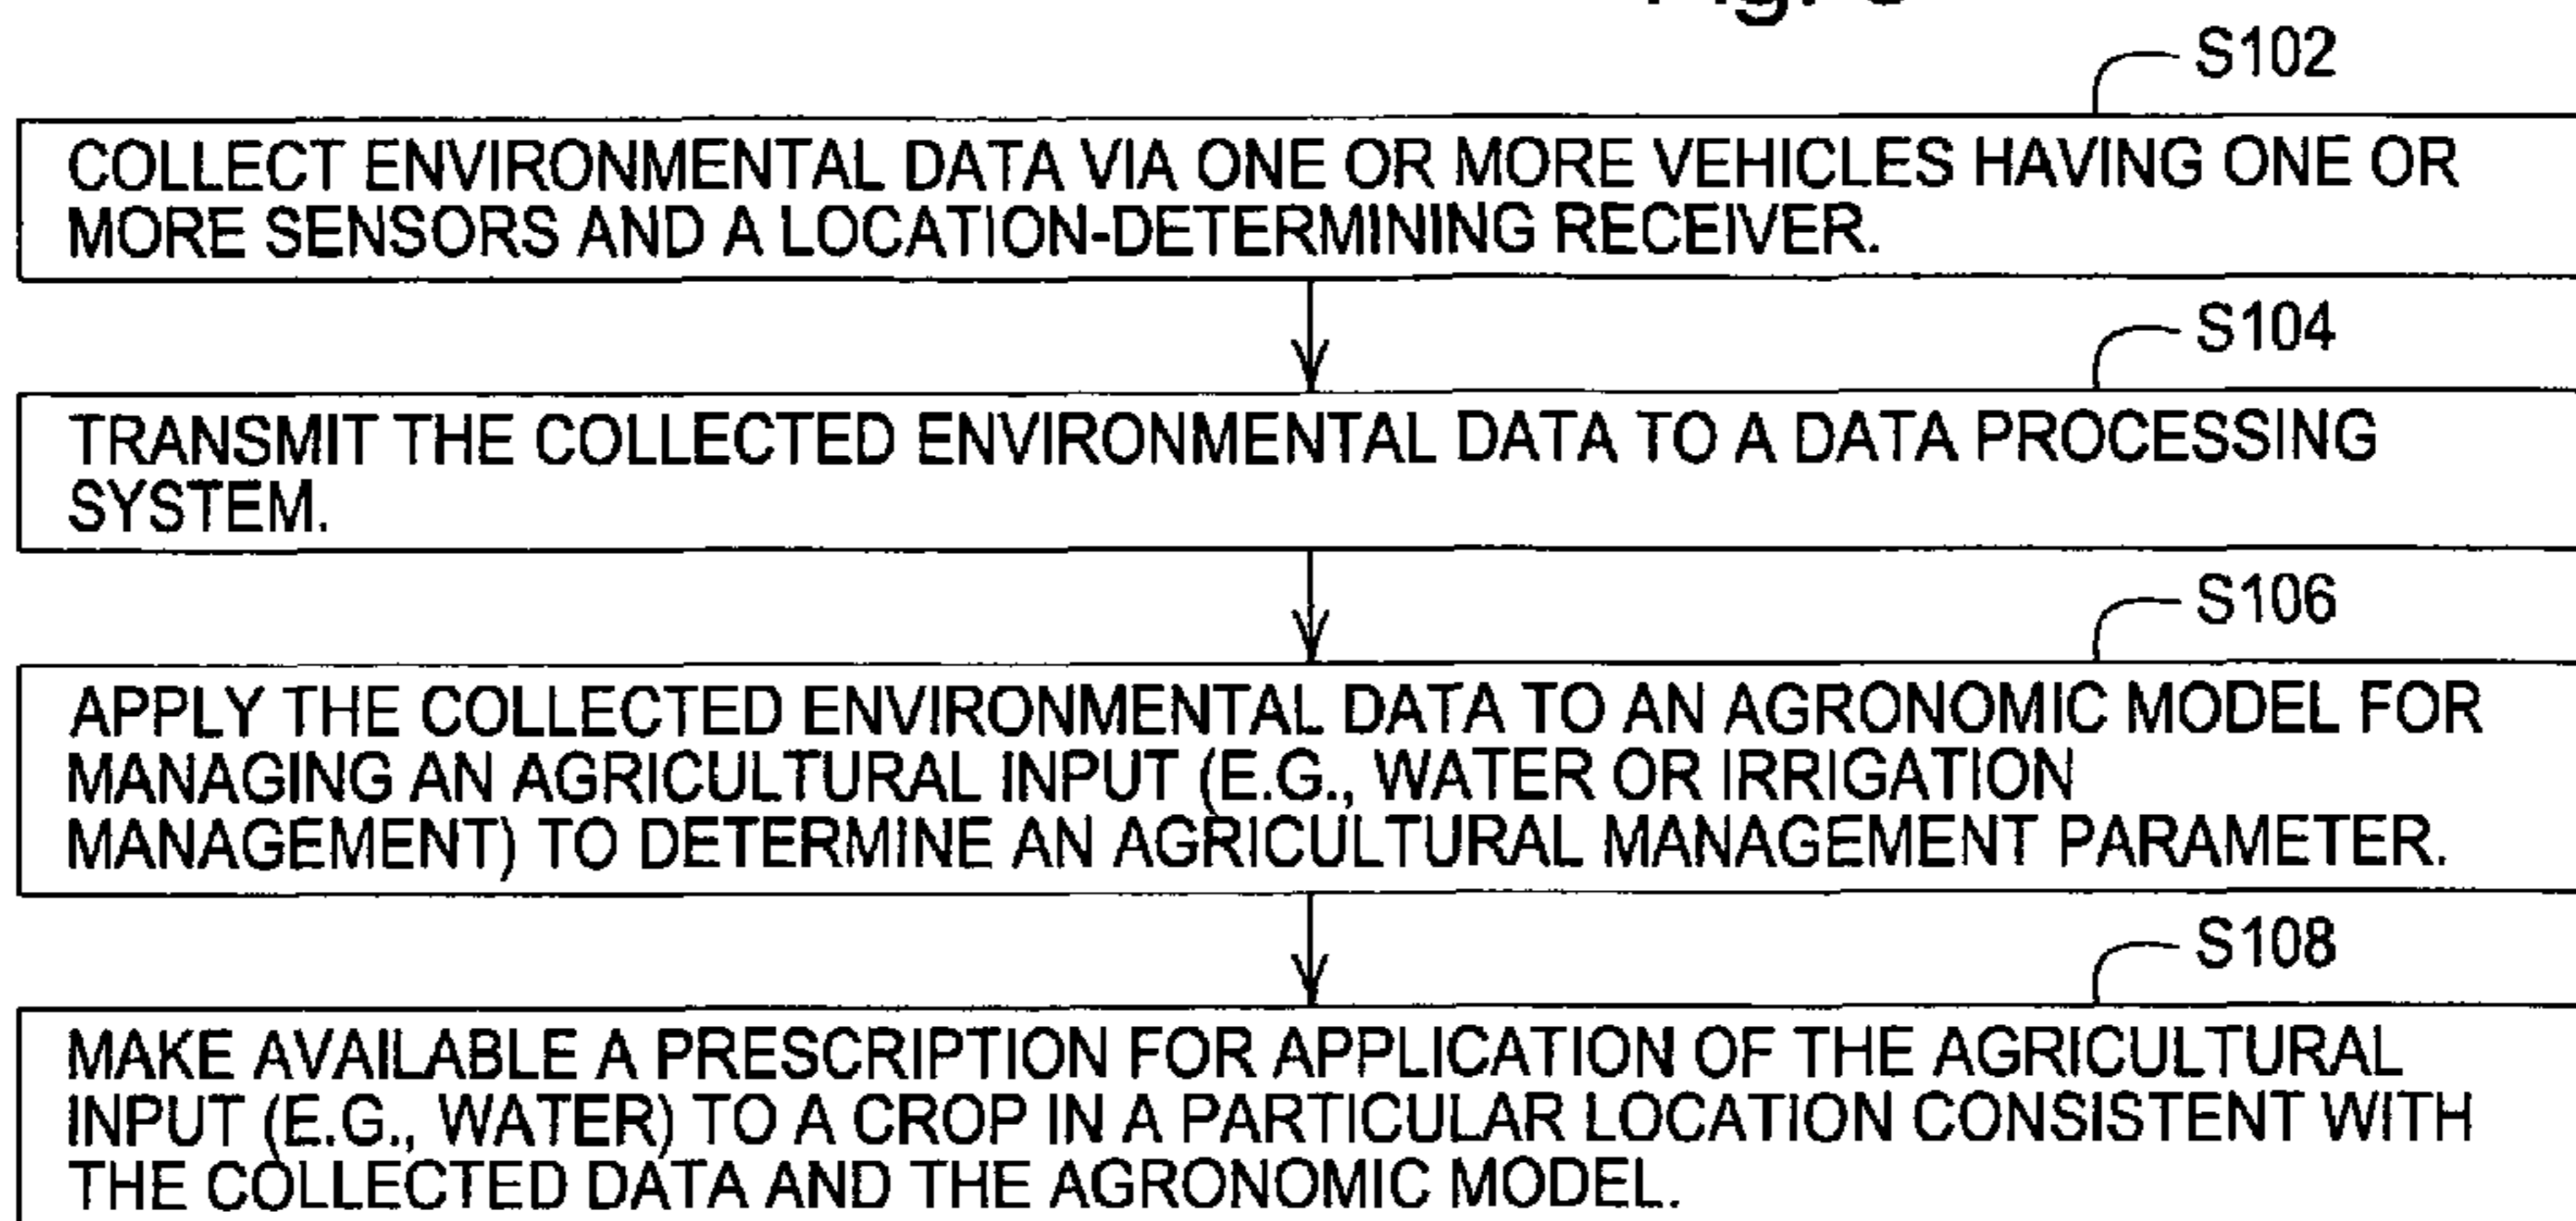 S102
COLLECT ENVIRONMENTAL DATA VIA ONE OR MORE VEHICLES HAVING ONE OR
MORE SENSORS AND A LOCATION-DETERMINING RECEIVER.
S104
TRANSMIT THE COLLECTED ENVIRONMENTAL DATA TO A DATA PROCESSING
SYSTEM.
S106
APPLY THE COLLECTED ENVIRONMENTAL DATA TO AN AGRONOMIC MODEL FOR
MANAGING AN AGRICULTURAL INPUT (E.G., WATER OR IRRIGATION
MANAGEMENT) TO DETERMINE AN AGRICULTURAL MANAGEMENT PARAMETER.
S108
MAKE AVAILABLE A PRESCRIPTION FOR APPLICATION OF THE AGRICULTURAL
INPUT (E.G., WATER) TO A CROP IN A PARTICULAR LOCATION CONSISTENT WITH
THE COLLECTED DATA AND THE AGRONOMIC MODEL.